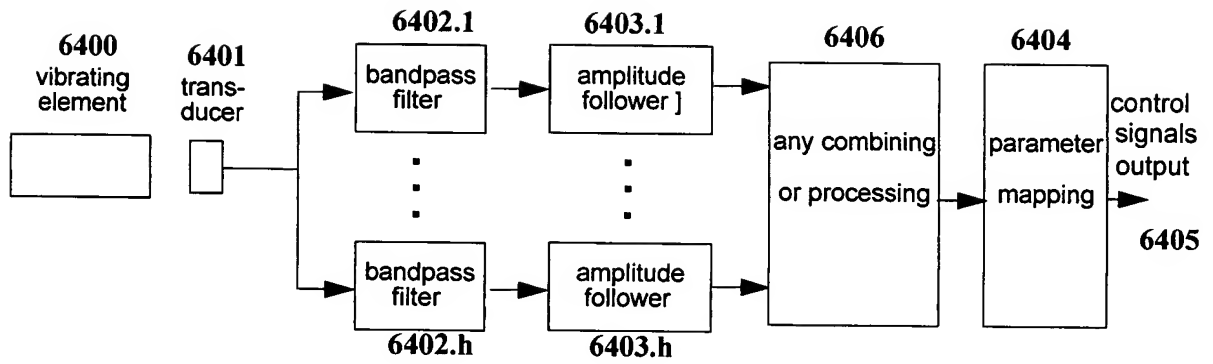 6400
vibrating
element
6401
trans-
ducer
6402.1
bandpass
filter
6403.1
amplitude
follower ]
bandpass
filter
6402.h
amplitude
follower
6403.h
6406
any combining
or processing
6404
parameter
mapping
control
signals
output
6405